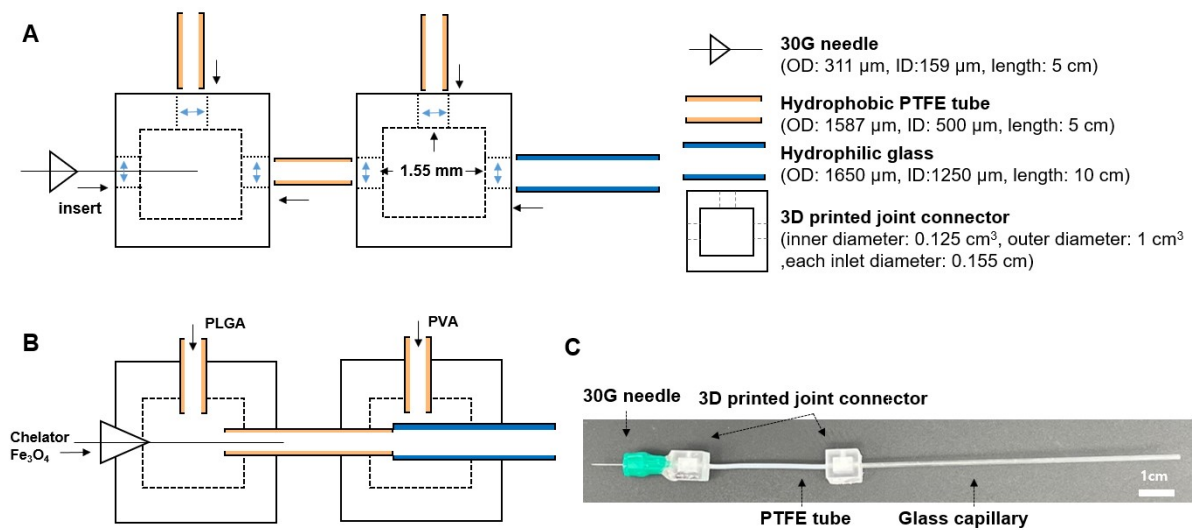 A
insert
1.55 mm
30G needle
(OD: 311 µm, ID:159 µm, length: 5 cm)
Hydrophobic PTFE tube
(OD: 1587 µm, ID: 500 µm, length: 5 cm)
Hydrophilic glass
(OD: 1650 µm, ID:1250 µm, length: 10 cm)
3D printed joint connector
(inner diameter: 0.125 cm³, outer diameter: 1 cm³
,each inlet diameter: 0.155 cm)
B
PLGA
PVA
Chelator
Fe₃O₄
C
30G needle
3D printed joint connector
1cm
PTFE tube
Glass capillary